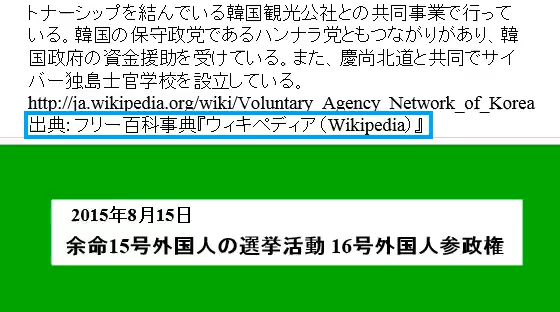 トナーシップを結んでいる韓国観光公社との共同事業で行って
いる。韓国の保守政党であるハンナラ党ともつながりがあり、韓
国政府の資金援助を受けている。また、慶尚北道と共同でサイ
バー独島士官学校を設立している。
http://ja.wikipedia.org/wiki/Voluntary_Agency_Network_of_Korea
出典: フリー百科事典『ウィキペディア（Wikipedia）』
2015年8月15日
余命15号外国人の選挙活動 16号外国人参政権